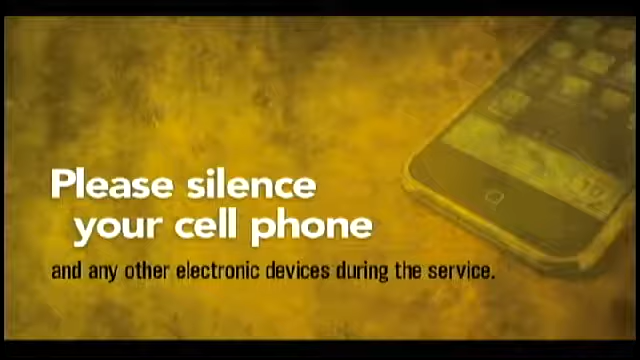 Please silence
your cell phone
and any other electronic devices during the service.